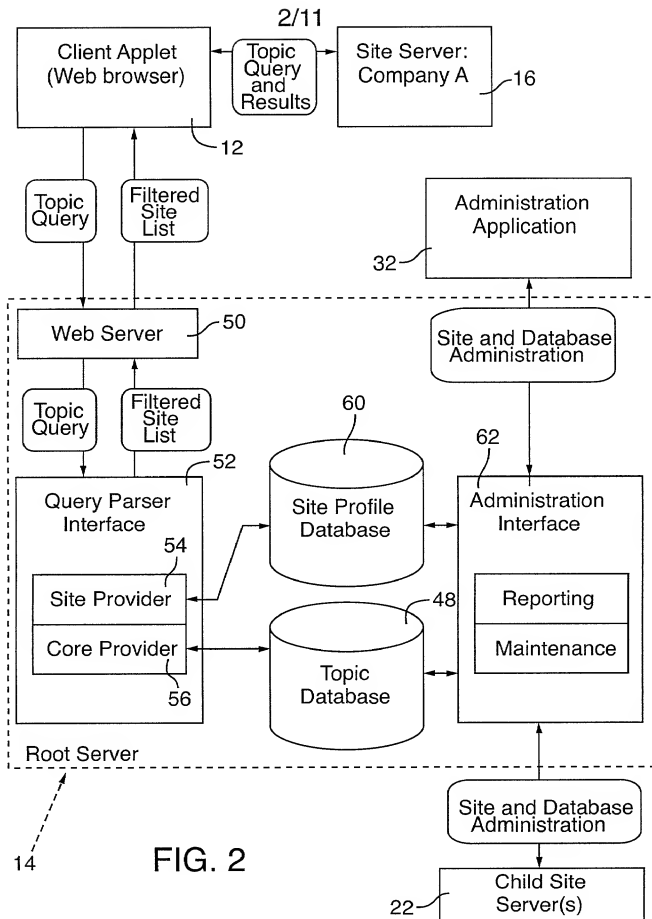 2/11
Client Applet
(Web browser)
12
Topic
Query
and
Results
Site Server:
Company A
16
Topic
Query
Filtered
Site
List
Administration
Application
32
Web Server
50
Site and Database
Administration
Topic
Query
Filtered
Site
List
52
Query Parser
Interface
54
Site Provider
Core Provider
56
60
Site Profile
Database
48
Topic
Database
62
Administration
Interface
Reporting
Maintenance
Root Server
14
FIG. 2
Site and Database
Administration
Child Site
Server(s)
22